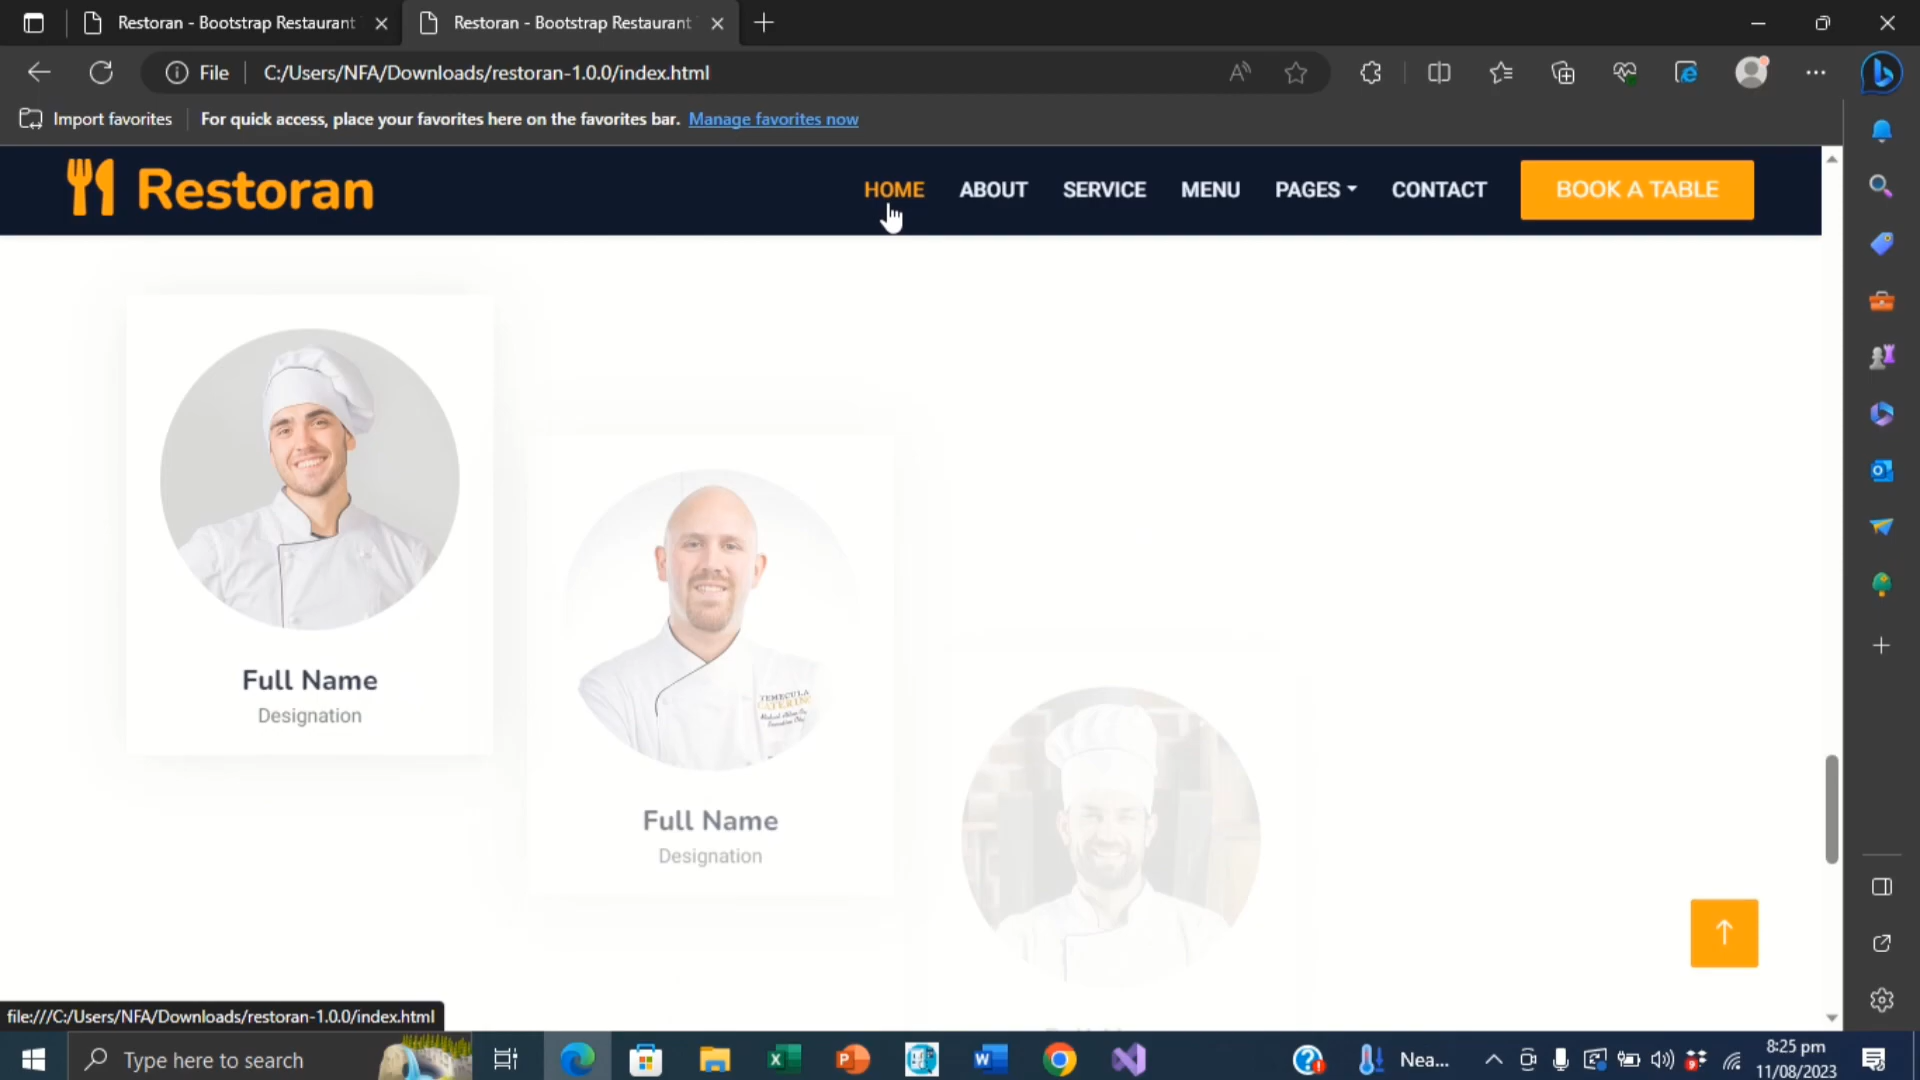 Restoran - Bootstrap Restaurant
Restoran - Bootstrap Restaurant
File
C:/Users/NFA/Downloads/restoran-1.0.0/index.html
Import favorites
For quick access, place your favorites here on the favorites bar. Manage favorites now
Restoran
HOME ABOUT SERVICE MENU PAGES CONTACT BOOK A TABLE
TEMECULA
CATERING
Full Name
Designation
Full Name
Designation
file:///C:/Users/NFA/Downloads/restoran-1.0.0/index.html
Type here to search
Nea...
8:25 pm
11/08/2023